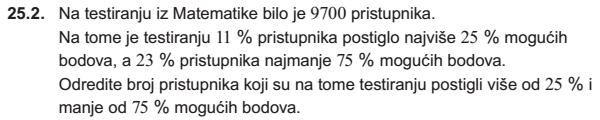 25.2. Na testiranju iz Matematike bilo je 9700 pristupnika.
Na tome je testiranju 11 % pristupnika postiglo najviše 25 % mogućih
bodova, a 23 % pristupnika najmanje 75 % mogućih bodova.
Odredite broj pristupnika koji su na tome testiranju postigli više od 25 % i
manje od 75 % mogućih bodova.